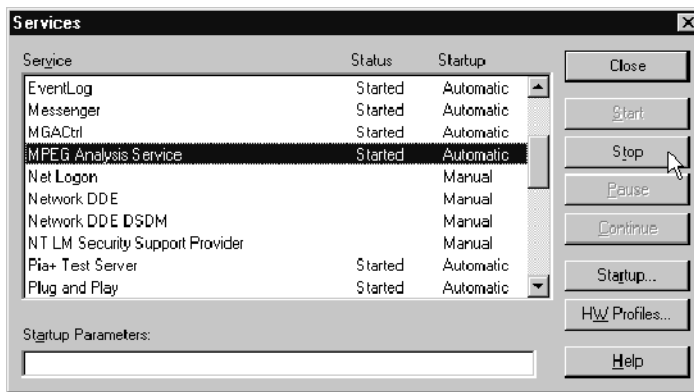 Services
Service Status Startup
EventLog Started Automatic
Messenger Started Automatic
MGACtrl Started Automatic
MPEG Analysis Service Started Automatic
Net Logon Manual
Network DDE Manual
Network DDE DSDM Manual
NT LM Security Support Provider Manual
Pia+ Test Server Started Automatic
Plug and Play Started Automatic
Startup Parameters:
Close
Start
Stop
Pause
Continue
Startup...
HW Profiles...
Help